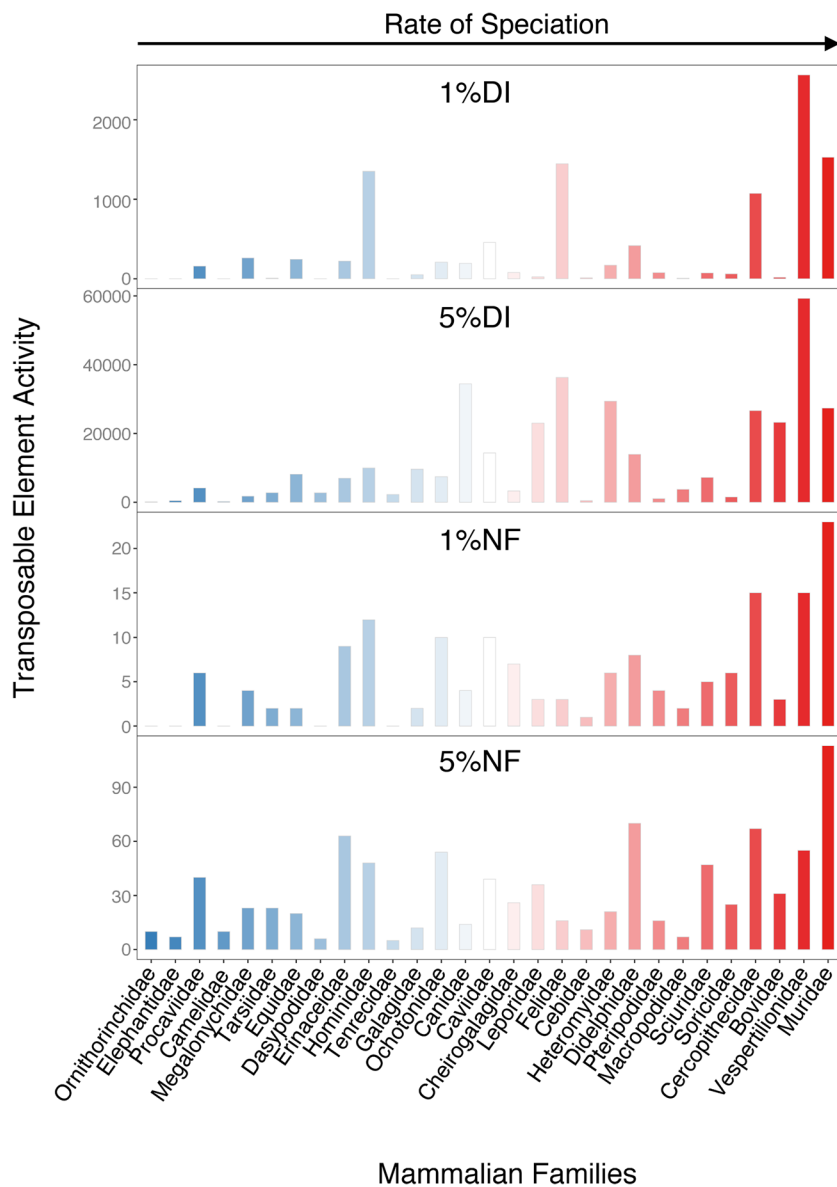 Rate of Speciation
1%DI
2000
1000
0
5%DI
60000
40000
20000
0
1%NF
20
15
10
5
0
5%NF
90
60
30
0
Transposable Element Activity
Ornithorinchidae
Elephantidae
Procaviidae
Camelidae
Megalonychidae
Tarsiidae
Equidae
Dasypodidae
Erinaceidae
Hominidae
Tenrecidae
Galagidae
Ochotonidae
Canidae
Caviidae
Cheirogalagidae
Leporidae
Felidae
Cebidae
Heteromyidae
Didelphidae
Pteripodidae
Macropodidae
Sciuridae
Soricidae
Cercopithecidae
Bovidae
Vespertilionidae
Muridae
Mammalian Families